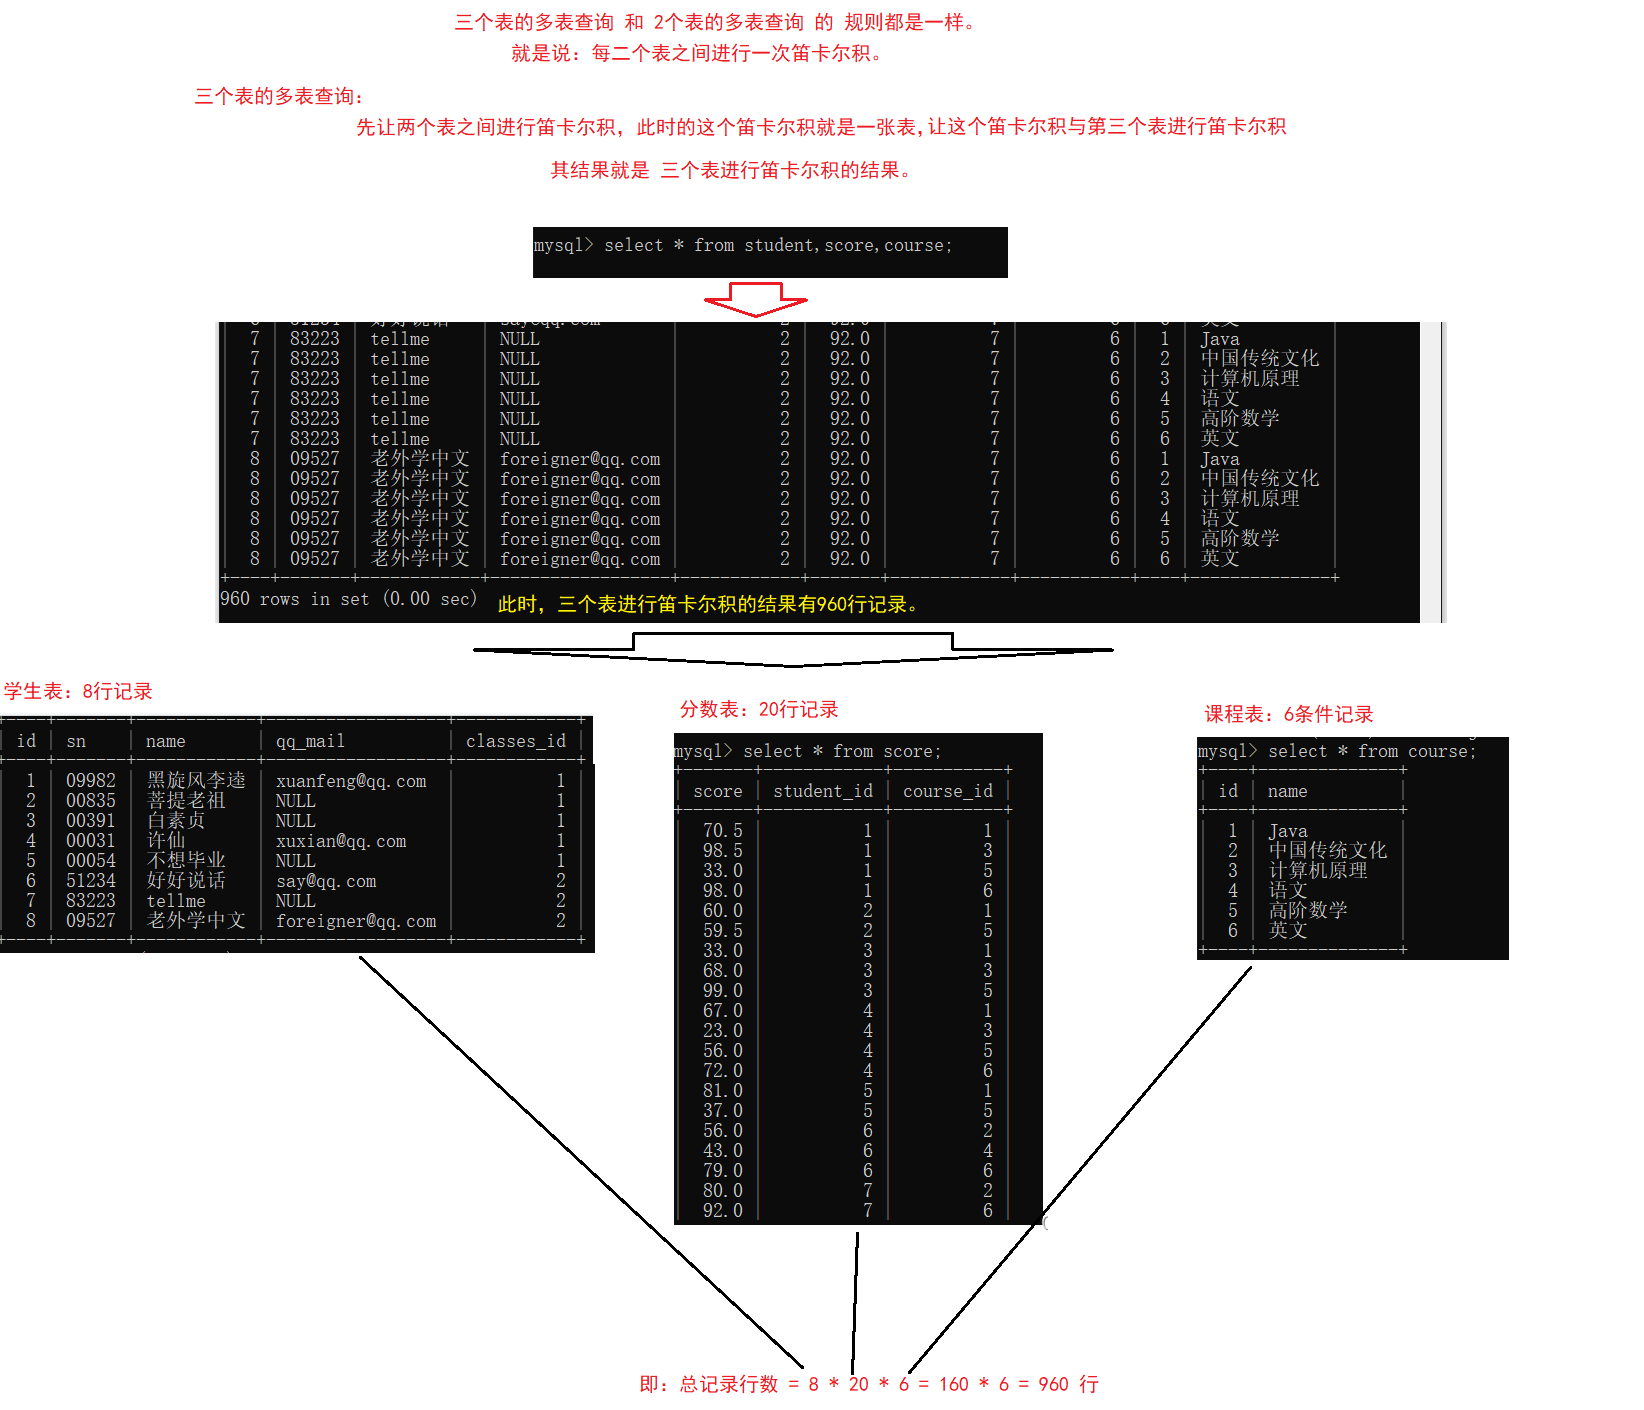 三个表的多表查询 和 2个表的多表查询 的 规则都是一样。
就是说：每二个表之间进行一次笛卡尔积。
三个表的多表查询：
先让两个表之间进行笛卡尔积，此时的这个笛卡尔积就是一张表，让这个笛卡尔积与第三个表进行笛卡尔积
其结果就是 三个表进行笛卡尔积的结果。
mysql> select * from student,score,course;
| 7 | 83223 | tellme | NULL | 2 | 92.0 | 7 | 6 | 1 | Java |
| 7 | 83223 | tellme | NULL | 2 | 92.0 | 7 | 6 | 2 | 中国传统文化 |
| 7 | 83223 | tellme | NULL | 2 | 92.0 | 7 | 6 | 3 | 计算机原理 |
| 7 | 83223 | tellme | NULL | 2 | 92.0 | 7 | 6 | 4 | 语文 |
| 7 | 83223 | tellme | NULL | 2 | 92.0 | 7 | 6 | 5 | 高阶数学 |
| 7 | 83223 | tellme | NULL | 2 | 92.0 | 7 | 6 | 6 | 英文 |
| 8 | 09527 | 老外学中文 | foreigner@qq.com | 2 | 92.0 | 7 | 6 | 1 | Java |
| 8 | 09527 | 老外学中文 | foreigner@qq.com | 2 | 92.0 | 7 | 6 | 2 | 中国传统文化 |
| 8 | 09527 | 老外学中文 | foreigner@qq.com | 2 | 92.0 | 7 | 6 | 3 | 计算机原理 |
| 8 | 09527 | 老外学中文 | foreigner@qq.com | 2 | 92.0 | 7 | 6 | 4 | 语文 |
| 8 | 09527 | 老外学中文 | foreigner@qq.com | 2 | 92.0 | 7 | 6 | 5 | 高阶数学 |
| 8 | 09527 | 老外学中文 | foreigner@qq.com | 2 | 92.0 | 7 | 6 | 6 | 英文 |
960 rows in set (0.00 sec) 此时，三个表进行笛卡尔积的结果有960行记录。
学生表：8行记录
| id | sn | name | qq_mail | classes_id |
| 1 | 09982 | 黑旋风李逵 | xuanfeng@qq.com | 1 |
| 2 | 00835 | 菩提老祖 | NULL | 1 |
| 3 | 00391 | 白素贞 | NULL | 1 |
| 4 | 00031 | 许仙 | xuxian@qq.com | 1 |
| 5 | 00054 | 不想毕业 | NULL | 1 |
| 6 | 51234 | 好好说话 | say@qq.com | 2 |
| 7 | 83223 | tellme | NULL | 2 |
| 8 | 09527 | 老外学中文 | foreigner@qq.com | 2 |
分数表：20行记录
mysql> select * from score;
| score | student_id | course_id |
| 70.5 | 1 | 1 |
| 98.5 | 1 | 3 |
| 33.0 | 1 | 5 |
| 98.0 | 1 | 6 |
| 60.0 | 2 | 1 |
| 59.5 | 2 | 5 |
| 33.0 | 3 | 1 |
| 68.0 | 3 | 3 |
| 99.0 | 3 | 5 |
| 67.0 | 4 | 1 |
| 23.0 | 4 | 3 |
| 56.0 | 4 | 5 |
| 72.0 | 4 | 6 |
| 81.0 | 5 | 1 |
| 37.0 | 5 | 5 |
| 56.0 | 6 | 2 |
| 43.0 | 6 | 4 |
| 79.0 | 6 | 6 |
| 80.0 | 7 | 2 |
| 92.0 | 7 | 6 |
课程表：6条件记录
mysql> select * from course;
| id | name |
| 1 | Java |
| 2 | 中国传统文化 |
| 3 | 计算机原理 |
| 4 | 语文 |
| 5 | 高阶数学 |
| 6 | 英文 |
即：总记录行数 = 8 * 20 * 6 = 160 * 6 = 960 行